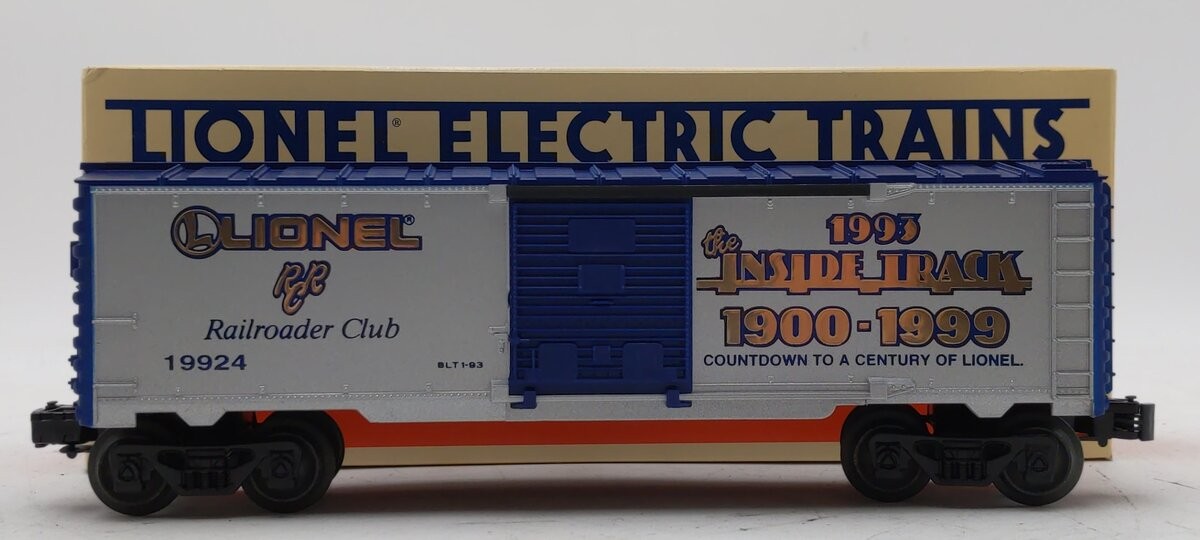 LIONEL® ELECTRIC TRAINS
LIONEL®
RCR
Railroader Club
19924
BLT 1-93
1993
the
INSIDE TRACK
1900-1999
COUNTDOWN TO A CENTURY OF LIONEL.